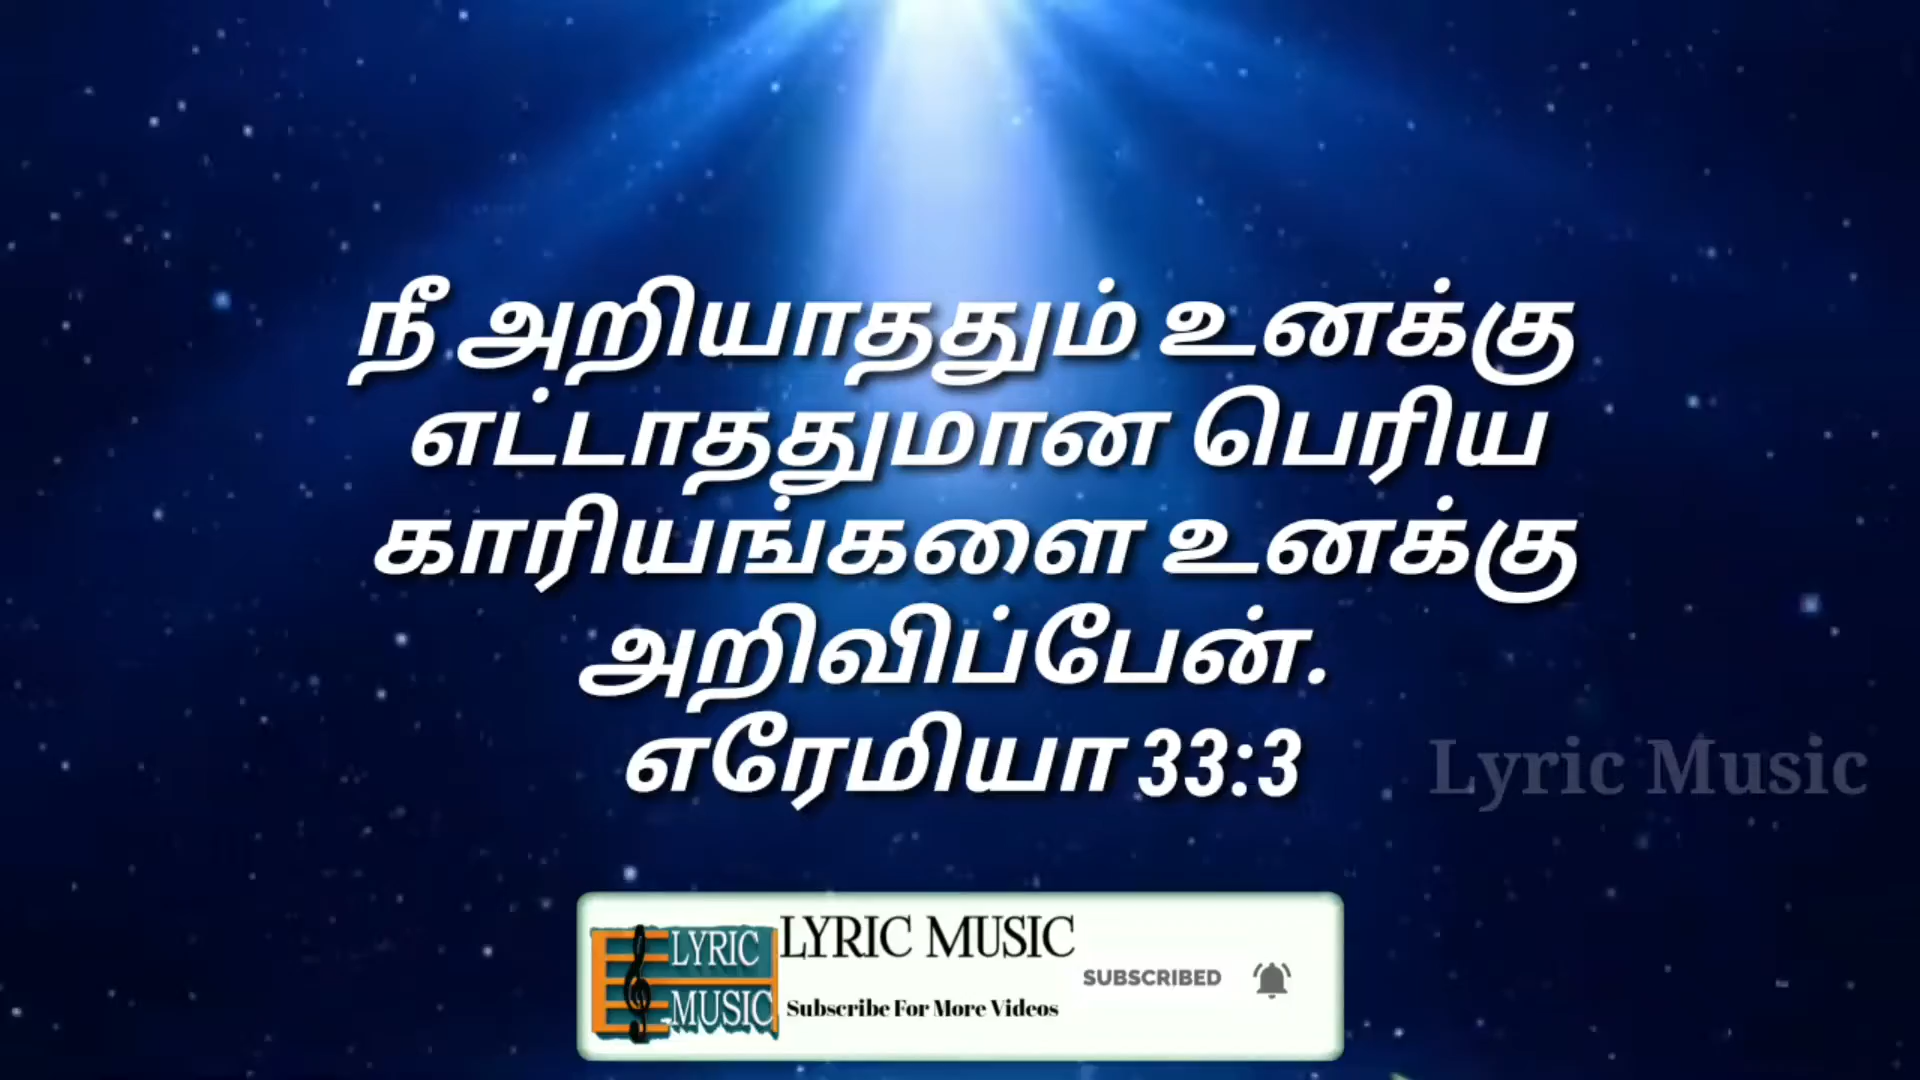 நீ அறியாததும் உனக்கு
எட்டாததுமான பெரிய
காரியங்களை உனக்கு
அறிவிப்பேன்.
எரேமியா 33:3
Lyric Music
LYRIC
MUSIC
LYRIC MUSIC
Subscribe For More Videos
SUBSCRIBED